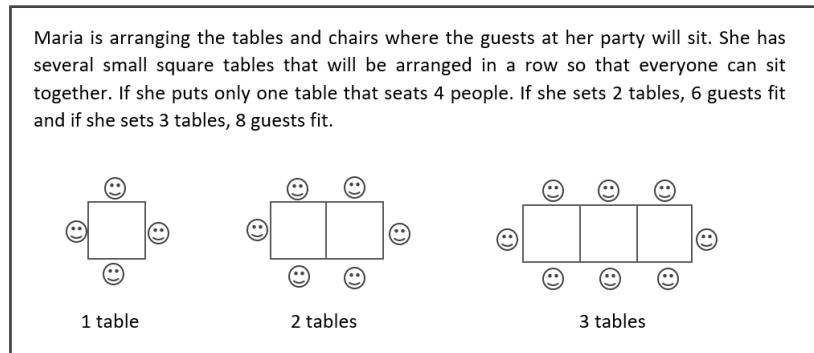 Maria is arranging the tables and chairs where the guests at her party will sit. She has
several small square tables that will be arranged in a row so that everyone can sit
together. If she puts only one table that seats 4 people. If she sets 2 tables, 6 guests fit
and if she sets 3 tables, 8 guests fit.
1 table
2 tables
3 tables